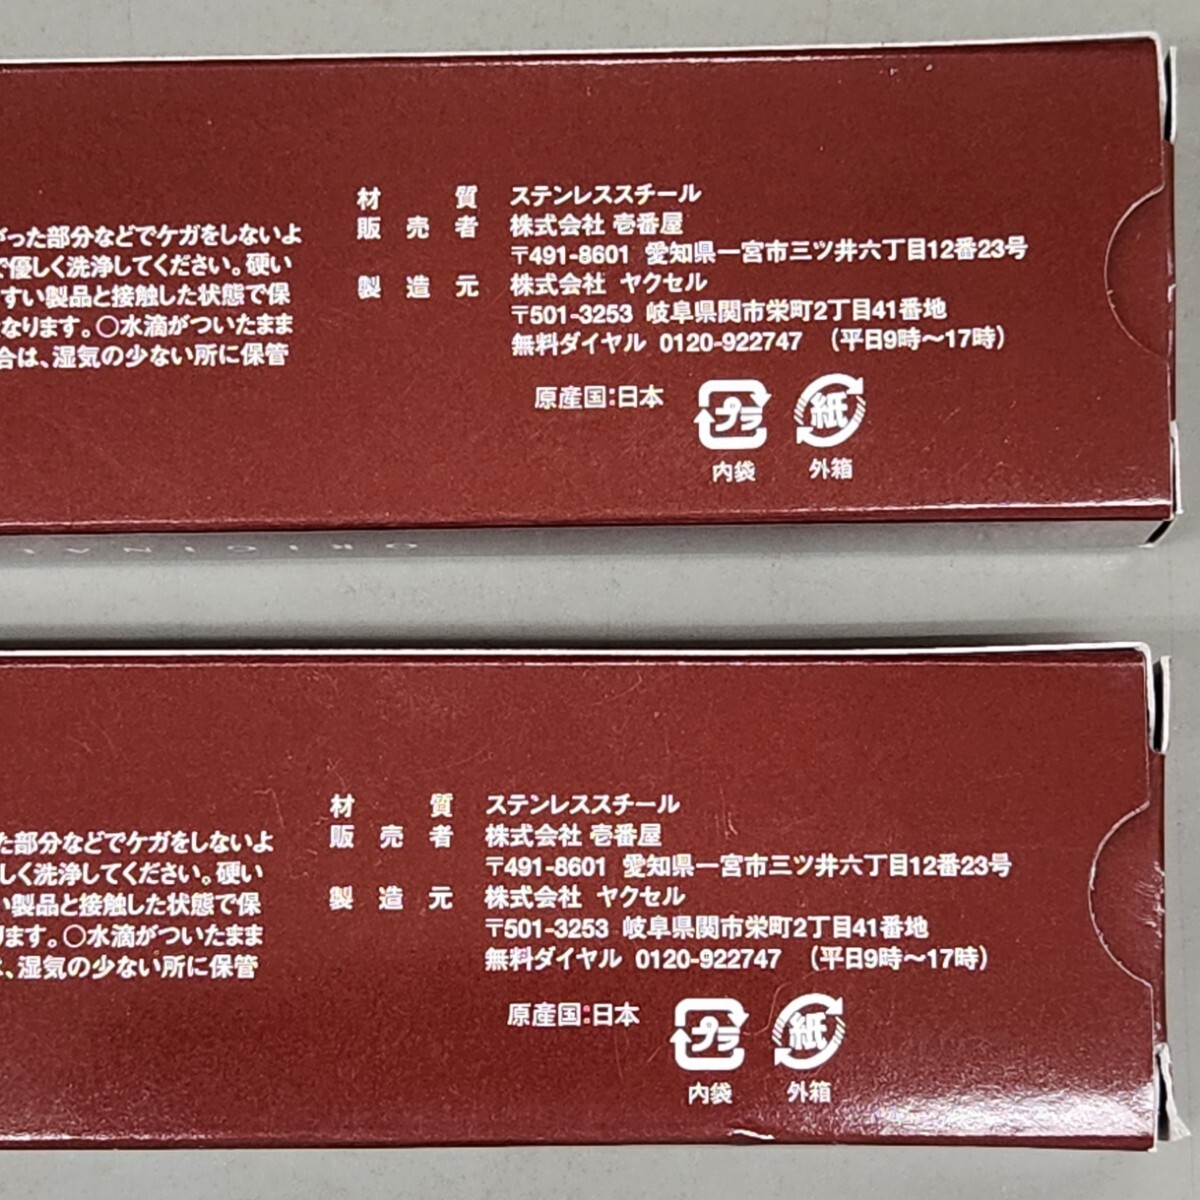 った部分などでケガをしないよ
で優しく洗浄してください。硬い
すい製品と接触した状態で保
なります。○水滴がついたまま
合は、湿気の少ない所に保管
材質 ステンレススチール
販売者 株式会社 壱番屋
〒491-8601 愛知県一宮市三ツ井六丁目12番23号
製造元 株式会社 ヤクセル
〒501-3253 岐阜県関市栄町2丁目41番地
無料ダイヤル 0120-922747 (平日9時〜17時)
原産国:日本
プラ
内袋
紙
外箱
ORIGINAL
た部分などでケガをしないよ
しく洗浄してください。硬い
い製品と接触した状態で保
ります。○水滴がついたまま
は、湿気の少ない所に保管
材質 ステンレススチール
販売者 株式会社 壱番屋
〒491-8601 愛知県一宮市三ツ井六丁目12番23号
製造元 株式会社 ヤクセル
〒501-3253 岐阜県関市栄町2丁目41番地
無料ダイヤル 0120-922747 (平日9時〜17時)
原産国:日本
プラ
内袋
紙
外箱